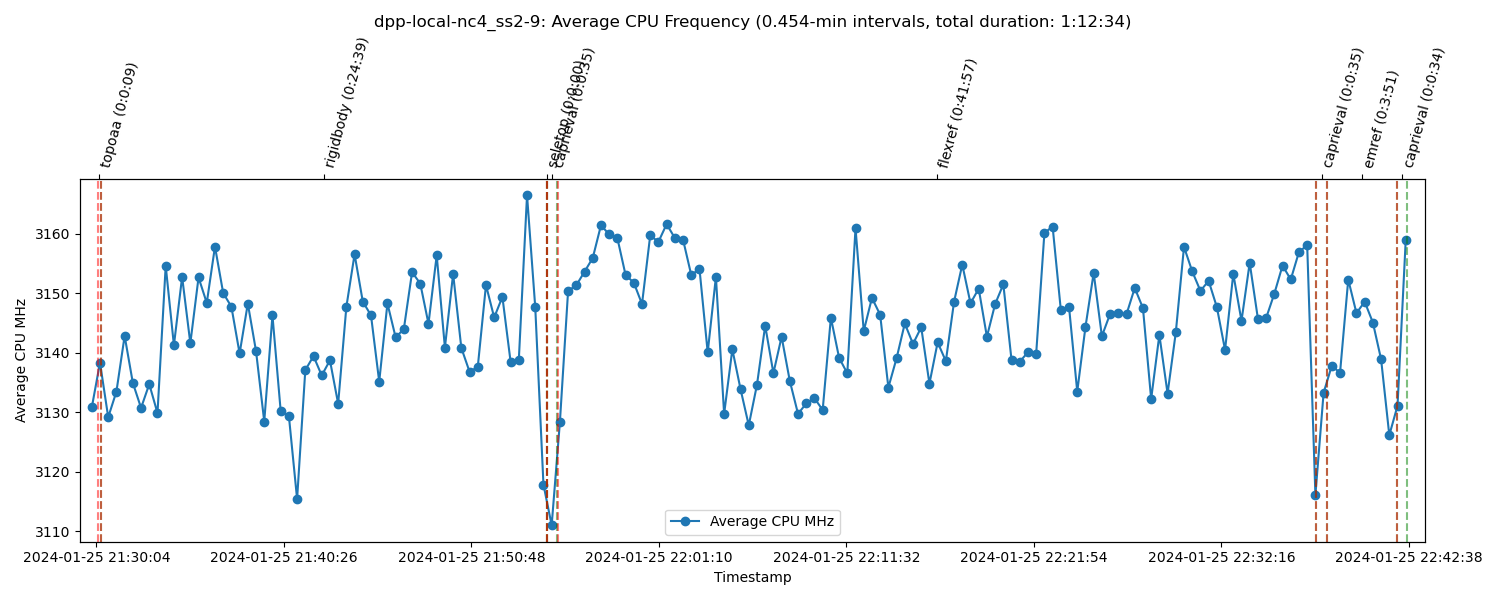 dpp-local-nc4_ss2-9: Average CPU Frequency (0.454-min intervals, total duration: 1:12:34)
topoaa (0:0:09)
rigidbody (0:24:39)
seletop (0:0:00)
caprieval (0:0:35)
flexref (0:41:57)
caprieval (0:0:35)
emref (0:3:51)
caprieval (0:0:34)
Average CPU MHz
3160
3150
3140
3130
3120
3110
Average CPU MHz
2024-01-25 21:30:04
2024-01-25 21:40:26
2024-01-25 21:50:48
2024-01-25 22:01:10
2024-01-25 22:11:32
2024-01-25 22:21:54
2024-01-25 22:32:16
2024-01-25 22:42:38
Timestamp